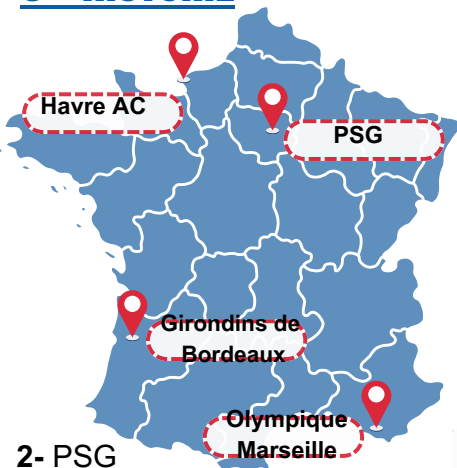 Havre AC
PSG
Girondins de
Bordeaux
Olympique
Marseille
2- PSG